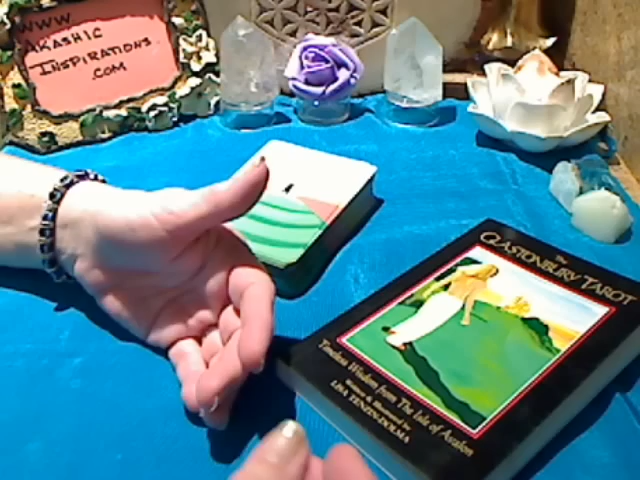 WWW
AKASHIC
INSPIRATIONS.
COM
The
GLASTONBURY TAROT
Timeless Wisdom from The Isle of Avalon
Written & Illustrated by
LISA TENZIN-DOLMA